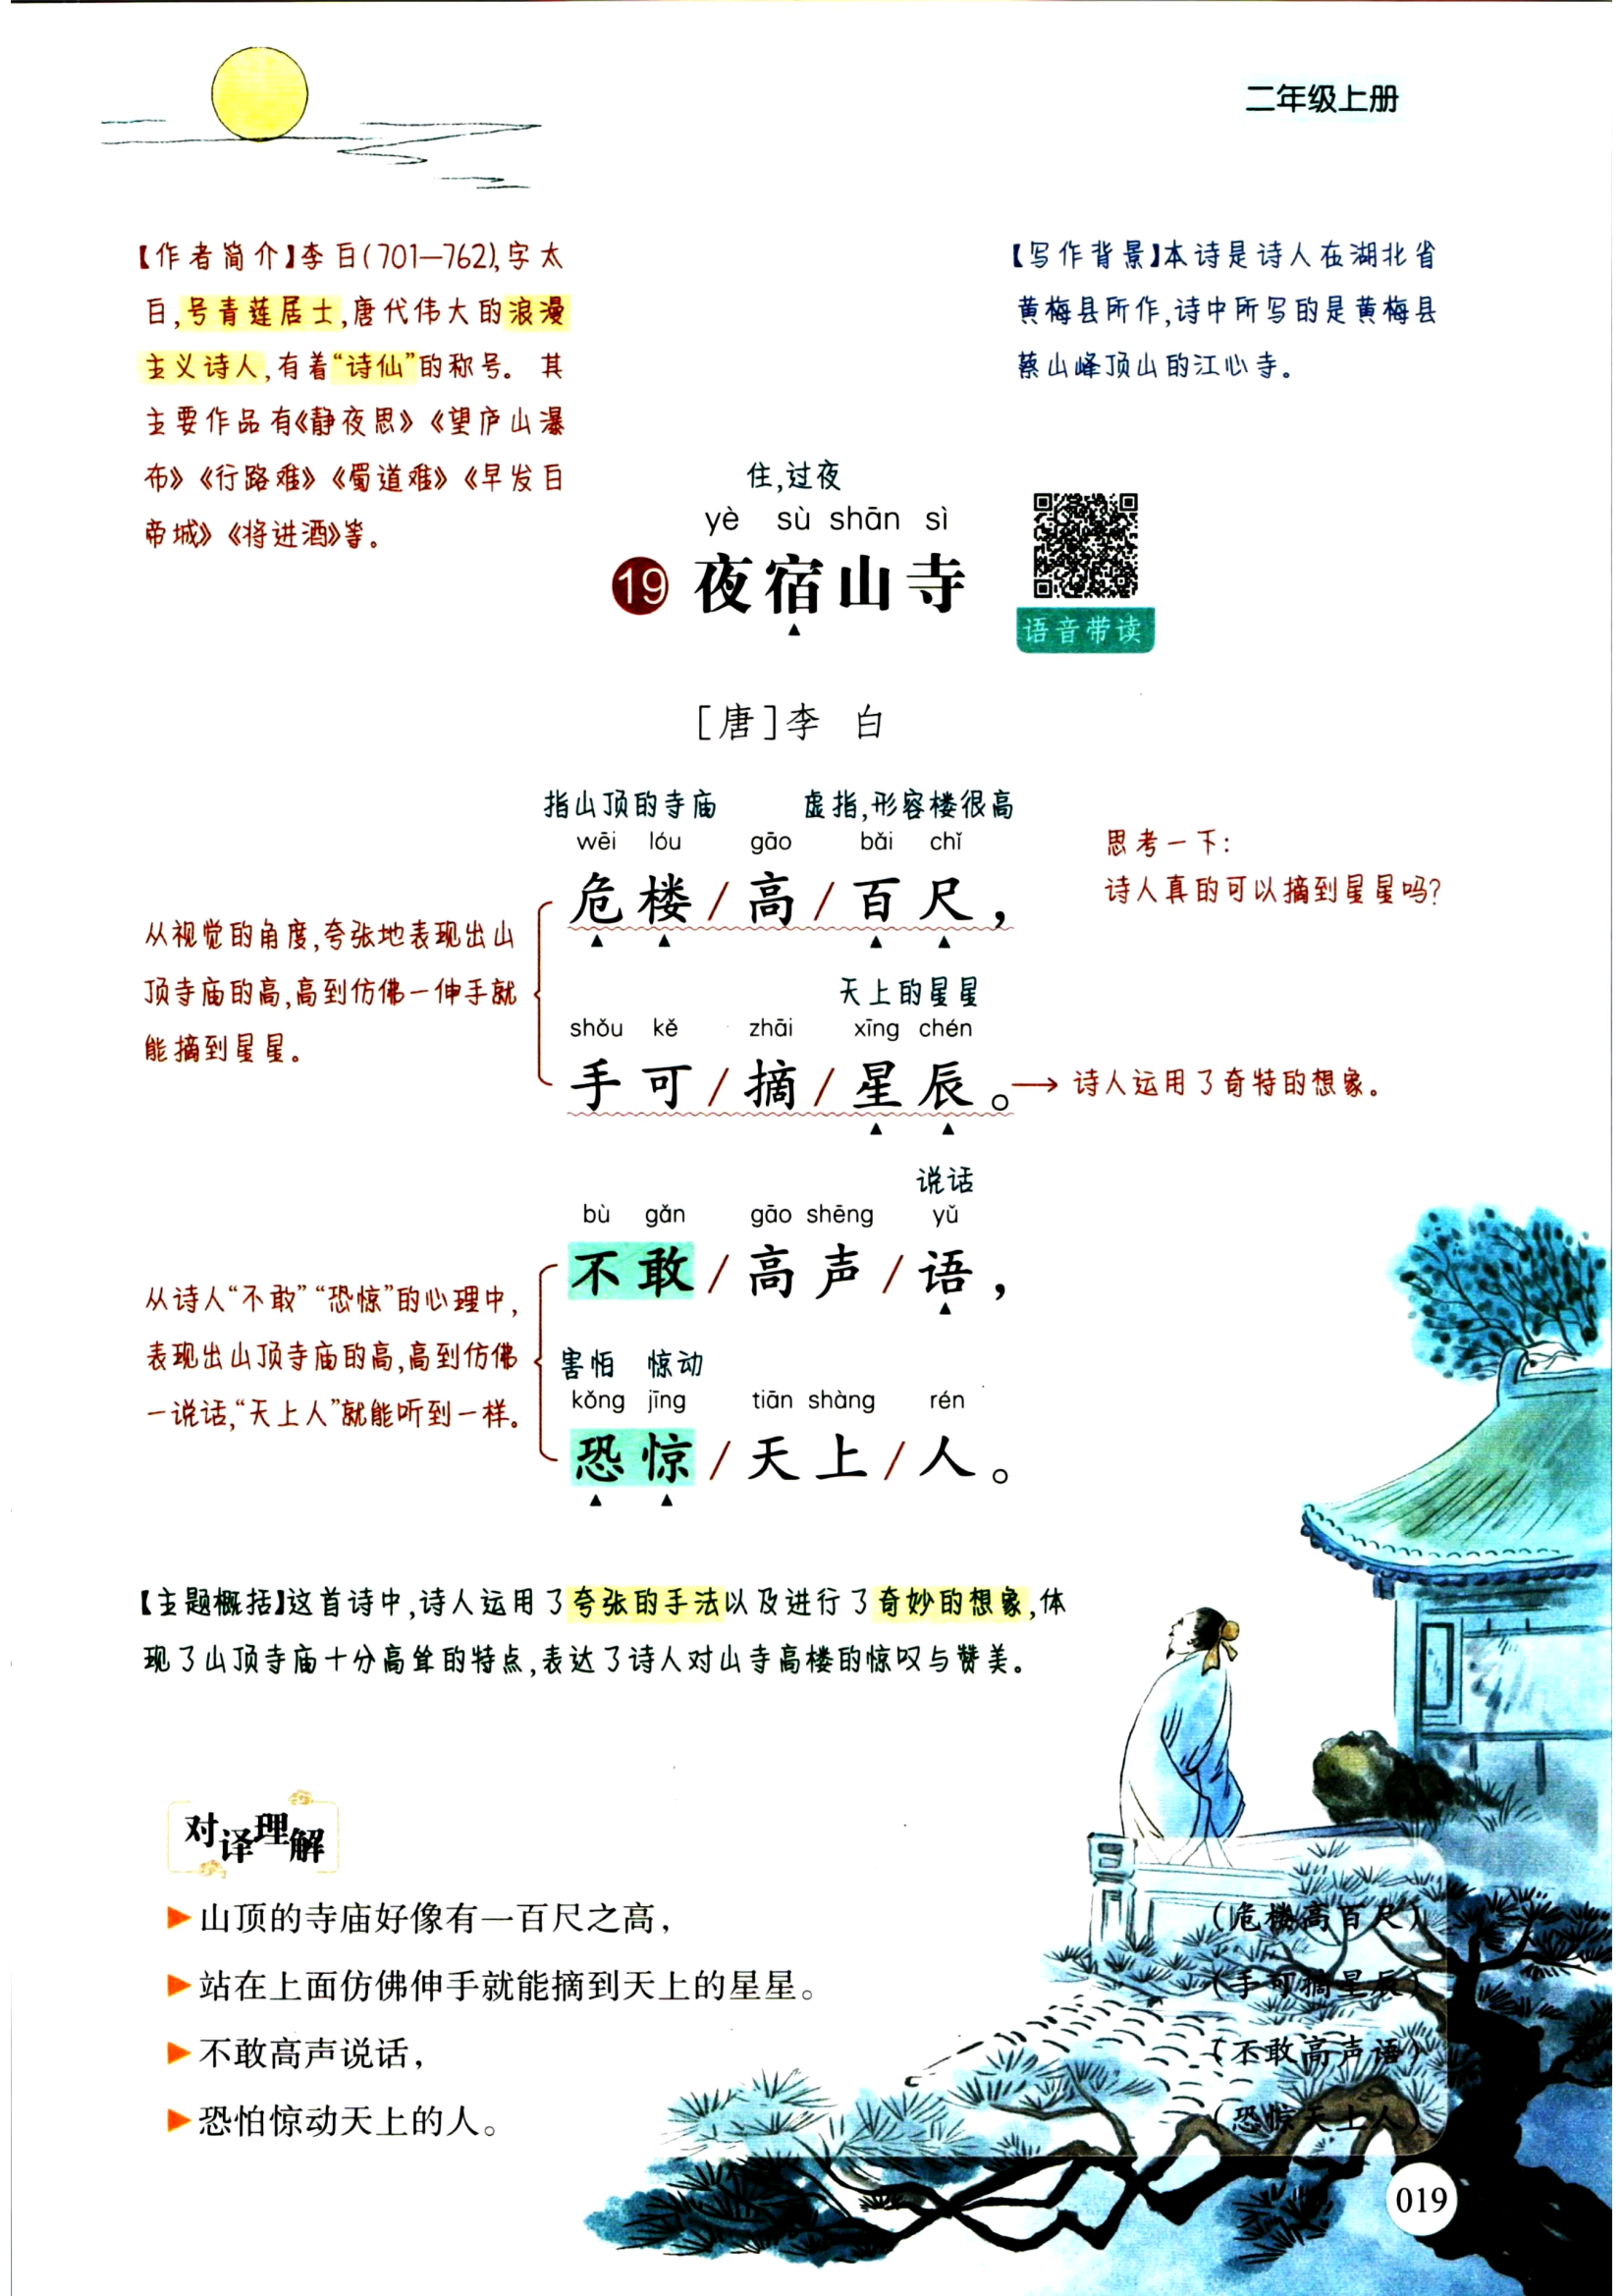 二年级上册
【作者简介】李白(701—762),字太
白,号青莲居士,唐代伟大的浪漫
主义诗人,有着“诗仙”的称号。其
主要作品有《静夜思》《望庐山瀑
布》《行路难》《蜀道难》《早发白
帝城》《将进酒》等。
【写作背景】本诗是诗人在湖北省
黄梅县所作,诗中所写的是黄梅县
蔡山峰顶山的江心寺。
住,过夜
yè sù shān sì
19 夜宿山寺
语音带读
[唐]李 白
指山顶的寺庙 虚指,形容楼很高
wēi lóu gāo bǎi chǐ
危楼/高/百尺,
思考一下:
诗人真的可以摘到星星吗?
从视觉的角度,夸张地表现出山
顶寺庙的高,高到仿佛一伸手就
能摘到星星。
天上的星星
shǒu kě zhāi xīng chén
手可/摘/星辰。
诗人运用了奇特的想象。
说话
bù gǎn gāo shēng yǔ
不敢/高声/语,
从诗人“不敢”“恐惊”的心理中,
表现出山顶寺庙的高,高到仿佛
一说话,“天上人”就能听到一样。
害怕 惊动
kǒng jīng tiān shàng rén
恐惊/天上/人。
【主题概括】这首诗中,诗人运用了夸张的手法以及进行了奇妙的想象,体
现了山顶寺庙十分高耸的特点,表达了诗人对山寺高楼的惊叹与赞美。
对译理解
山顶的寺庙好像有一百尺之高, (危楼高百尺)
站在上面仿佛伸手就能摘到天上的星星。 (手可摘星辰)
不敢高声说话, (不敢高声语)
恐怕惊动天上的人。 (恐惊天上人)
019